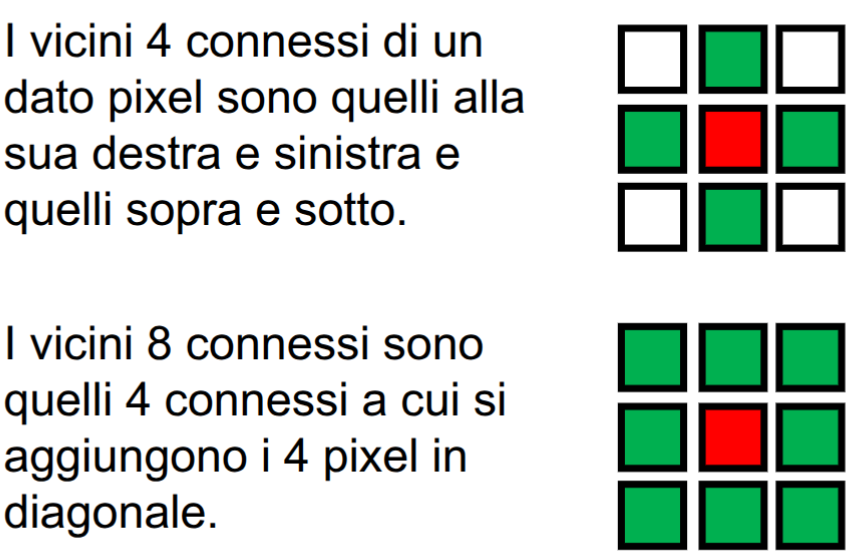 I vicini 4 connessi di un
dato pixel sono quelli alla
sua destra e sinistra e
quelli sopra e sotto.
I vicini 8 connessi sono
quelli 4 connessi a cui si
aggiungono i 4 pixel in
diagonale.